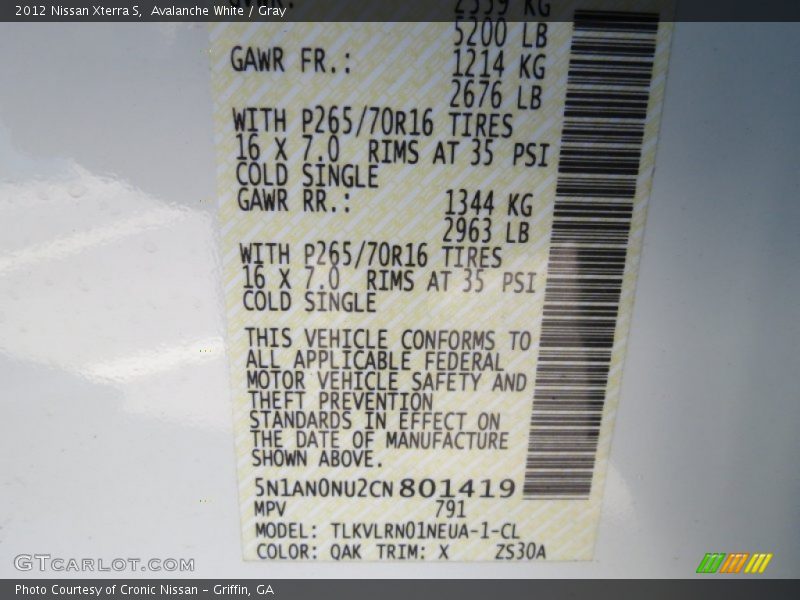 2012 Nissan Xterra S,  Avalanche White / Gray
2359 KG
5200 LB
GAWR FR.: 1214 KG
2676 LB
WITH P265/70R16 TIRES
16 X 7.0 RIMS AT 35 PSI
COLD SINGLE
GAWR RR.: 1344 KG
2963 LB
WITH P265/70R16 TIRES
16 X 7.0 RIMS AT 35 PSI
COLD SINGLE
THIS VEHICLE CONFORMS TO
ALL APPLICABLE FEDERAL
MOTOR VEHICLE SAFETY AND
THEFT PREVENTION
STANDARDS IN EFFECT ON
THE DATE OF MANUFACTURE
SHOWN ABOVE.
5N1AN0NU2CN801419
MPV 791
MODEL: TLKVLRN01NEUA-1-CL
COLOR: QAK TRIM: X ZS30A
GTCARLOT.COM
Photo Courtesy of Cronic Nissan – Griffin, GA